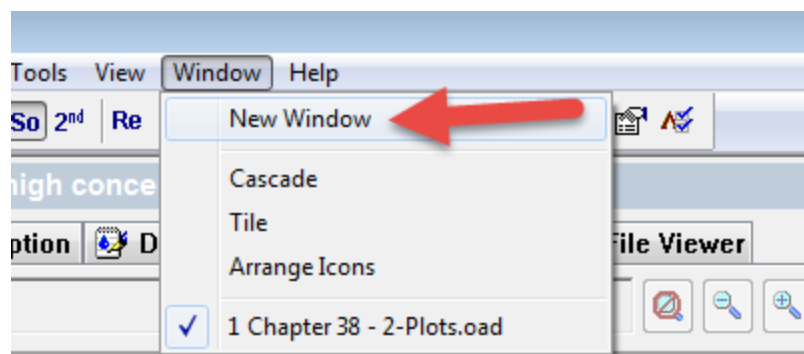 Tools View Window Help
So 2nd Re
New Window
high conce
Cascade
ption D
Tile
File Viewer
Arrange Icons
1 Chapter 38 - 2-Plots.oad